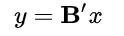 y = B′x